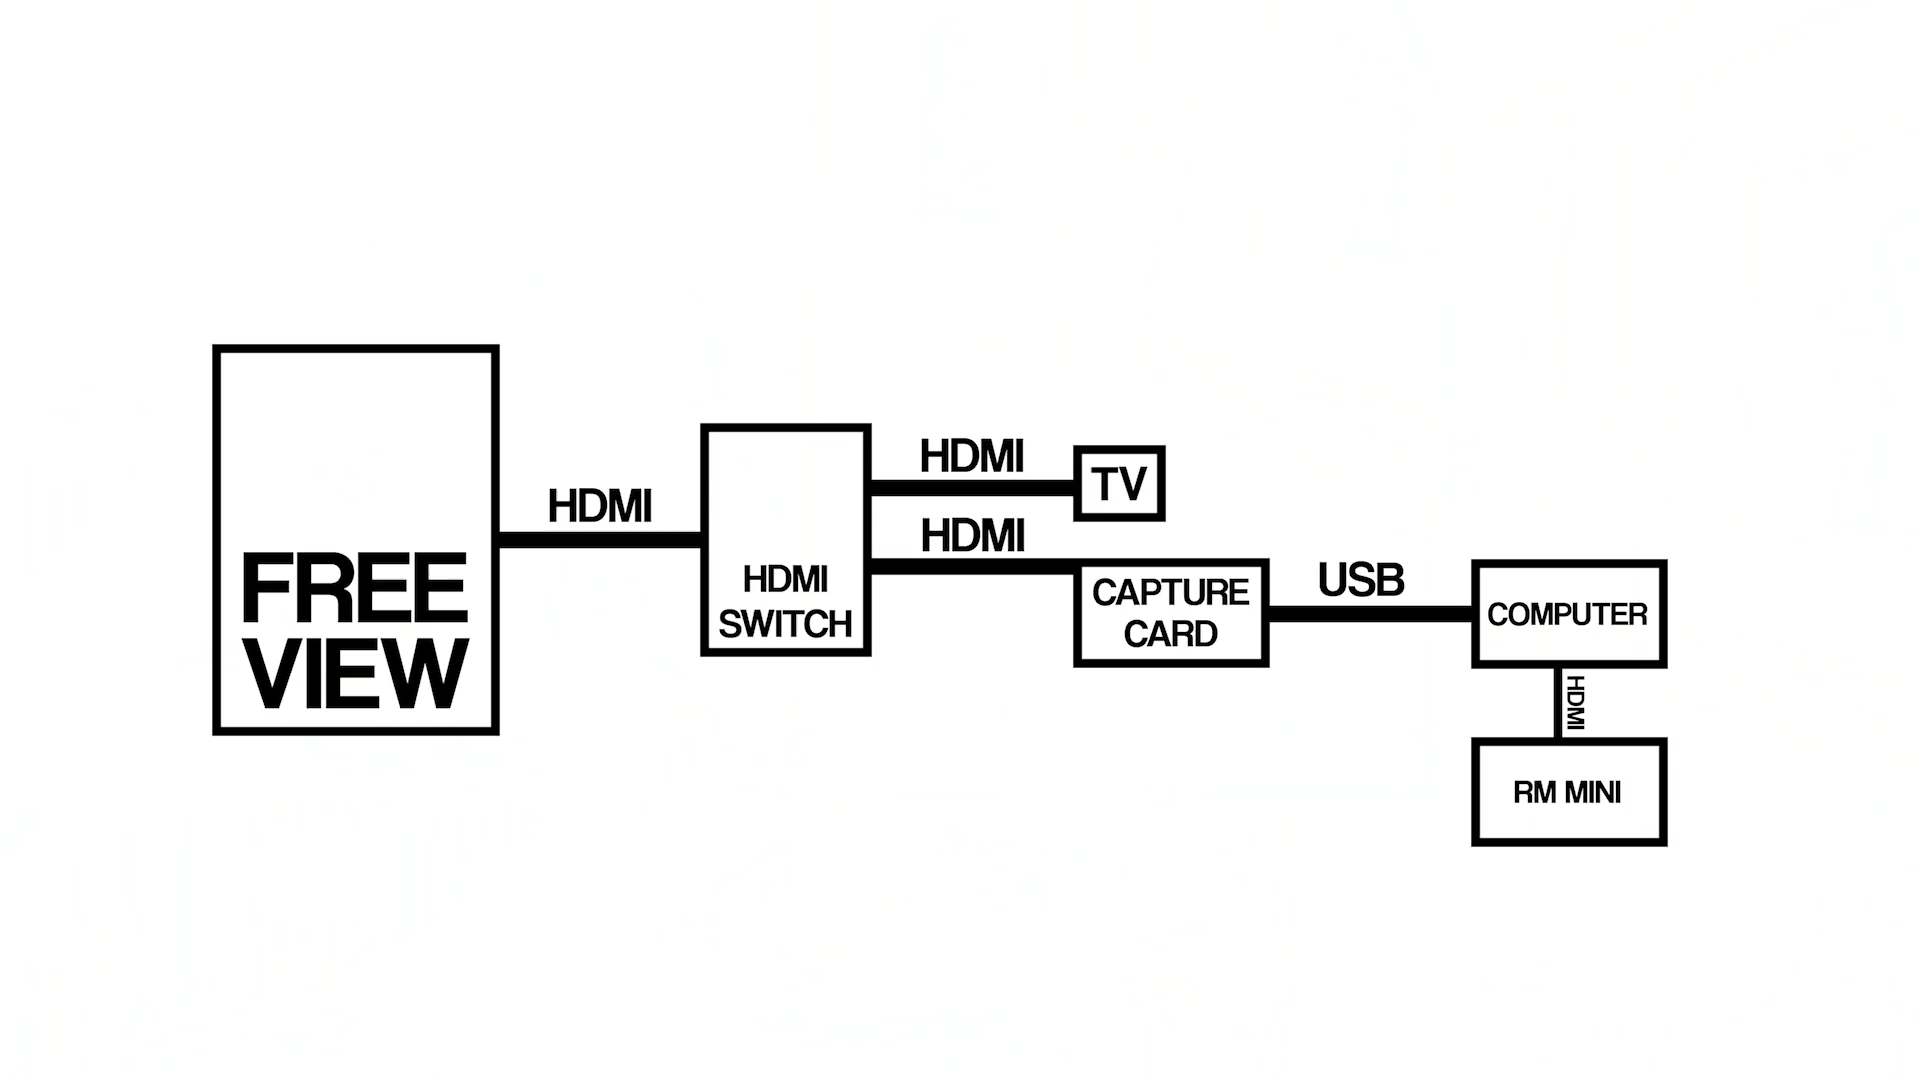 FREE
VIEW
HDMI
HDMI
SWITCH
HDMI
TV
HDMI
CAPTURE
CARD
USB
COMPUTER
HDMI
RM MINI